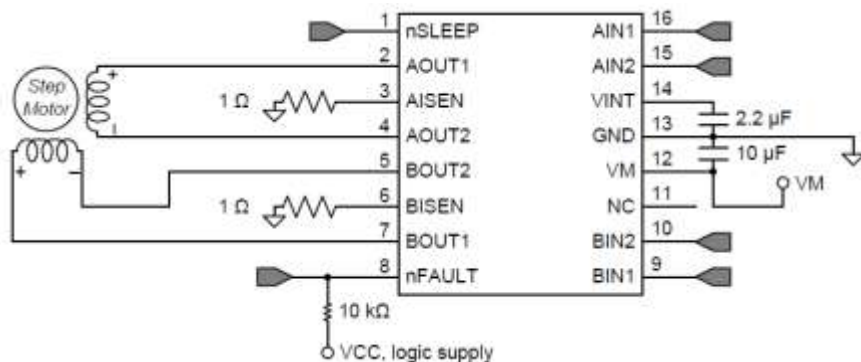 1 nSLEEP AIN1 16
2 AOUT1 AIN2 15
Step Motor
+
1 Ω 3 AISEN VINT 14
2.2 µF
4 AOUT2 GND 13
10 µF
5 BOUT2 VM 12
+ −
VM
1 Ω 6 BISEN NC 11
7 BOUT1 BIN2 10
8 nFAULT BIN1 9
10 kΩ
VCC, logic supply